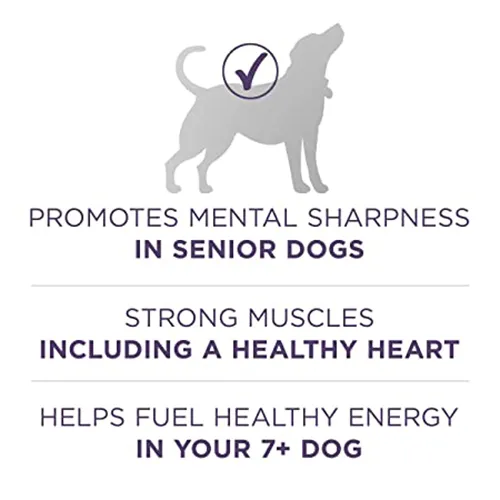 PROMOTES MENTAL SHARPNESS
IN SENIOR DOGS
STRONG MUSCLES
INCLUDING A HEALTHY HEART
HELPS FUEL HEALTHY ENERGY
IN YOUR 7+ DOG